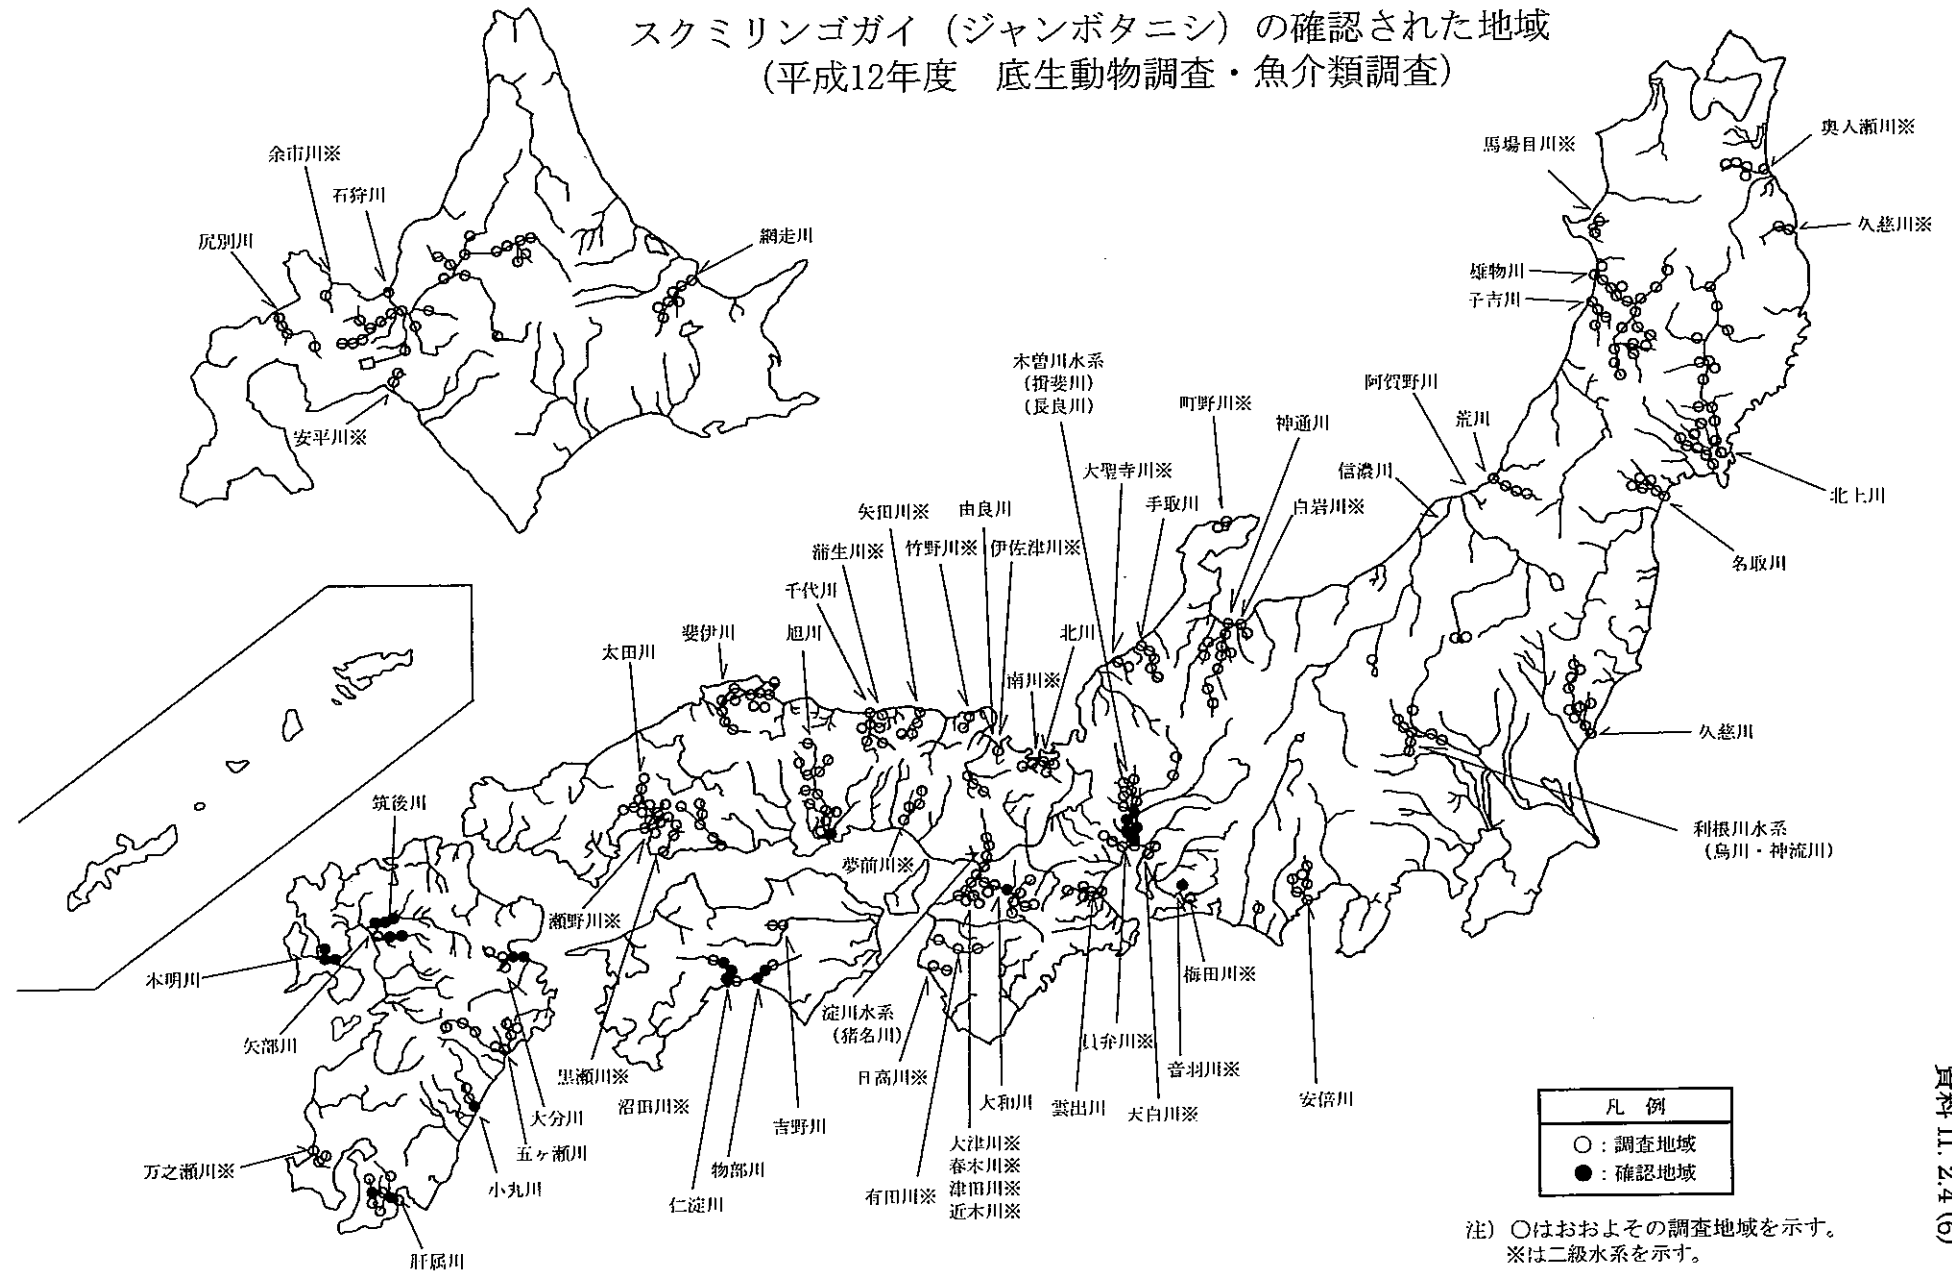 スクミリンゴガイ（ジャンボタニシ）の確認された地域
（平成12年度　底生動物調査・魚介類調査）
余市川※
石狩川
尻別川
網走川
安平川※
馬場目川※
奥入瀬川※
久慈川※
雄物川
子吉川
木曽川水系
（揖斐川）
（長良川）
町野川※
神通川
阿賀野川
荒川
信濃川
白岩川※
大聖寺川※
手取川
北上川
名取川
矢田川※
由良川
蒲生川※
竹野川※
伊佐津川※
千代川
北川
斐伊川
旭川
太田川
南川※
久慈川
筑後川
利根川水系
（烏川・神流川）
夢前川※
瀬野川※
本明川
梅田川※
淀川水系
（猪名川）
矢部川
員弁川※
音羽川※
黒瀬川※
日高川※
沼田川※
大和川
雲出川
天白川※
安倍川
大分川
吉野川
五ヶ瀬川
大津川※
春木川※
津田川※
近木川※
万之瀬川※
物部川
小丸川
有田川※
仁淀川
肝属川
凡　例
○：調査地域
●：確認地域
注）○はおおよその調査地域を示す。
※は二級水系を示す。
資料 11. 2.4 (6)